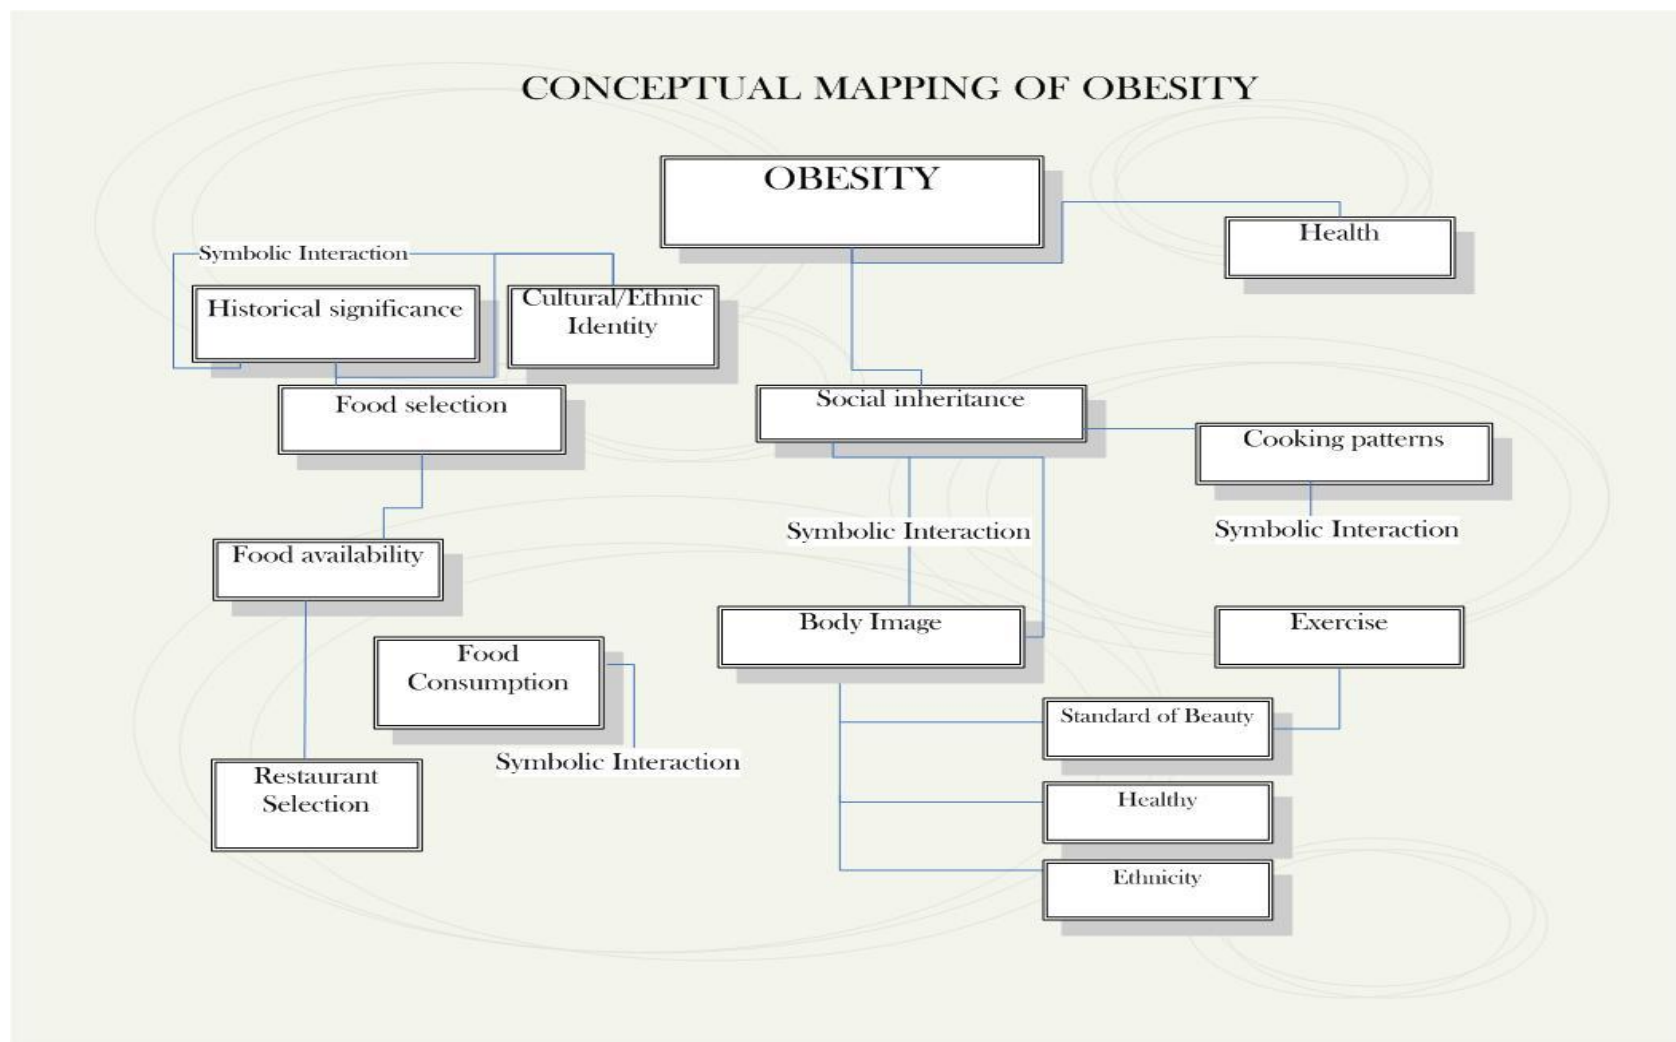 CONCEPTUAL MAPPING OF OBESITY
OBESITY
Health
Symbolic Interaction
Historical significance
Cultural/Ethnic
Identity
Food selection
Social inheritance
Cooking patterns
Symbolic Interaction
Symbolic Interaction
Food availability
Body Image
Exercise
Food
Consumption
Standard of Beauty
Symbolic Interaction
Restaurant
Selection
Healthy
Ethnicity